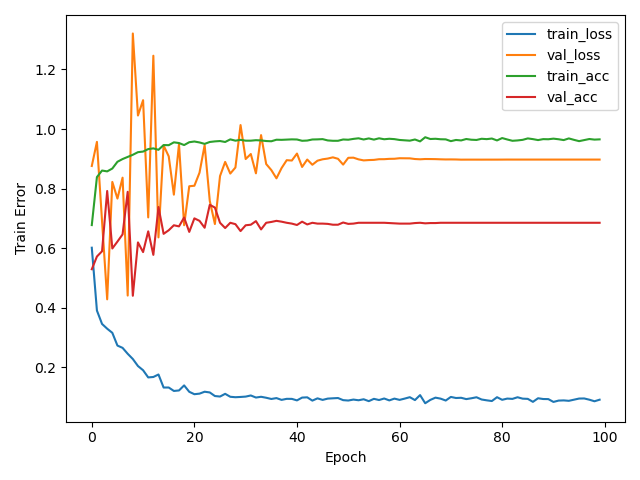 train_loss
val_loss
train_acc
val_acc
1.2
1.0
0.8
0.6
0.4
0.2
Train Error
0 20 40 60 80 100
Epoch